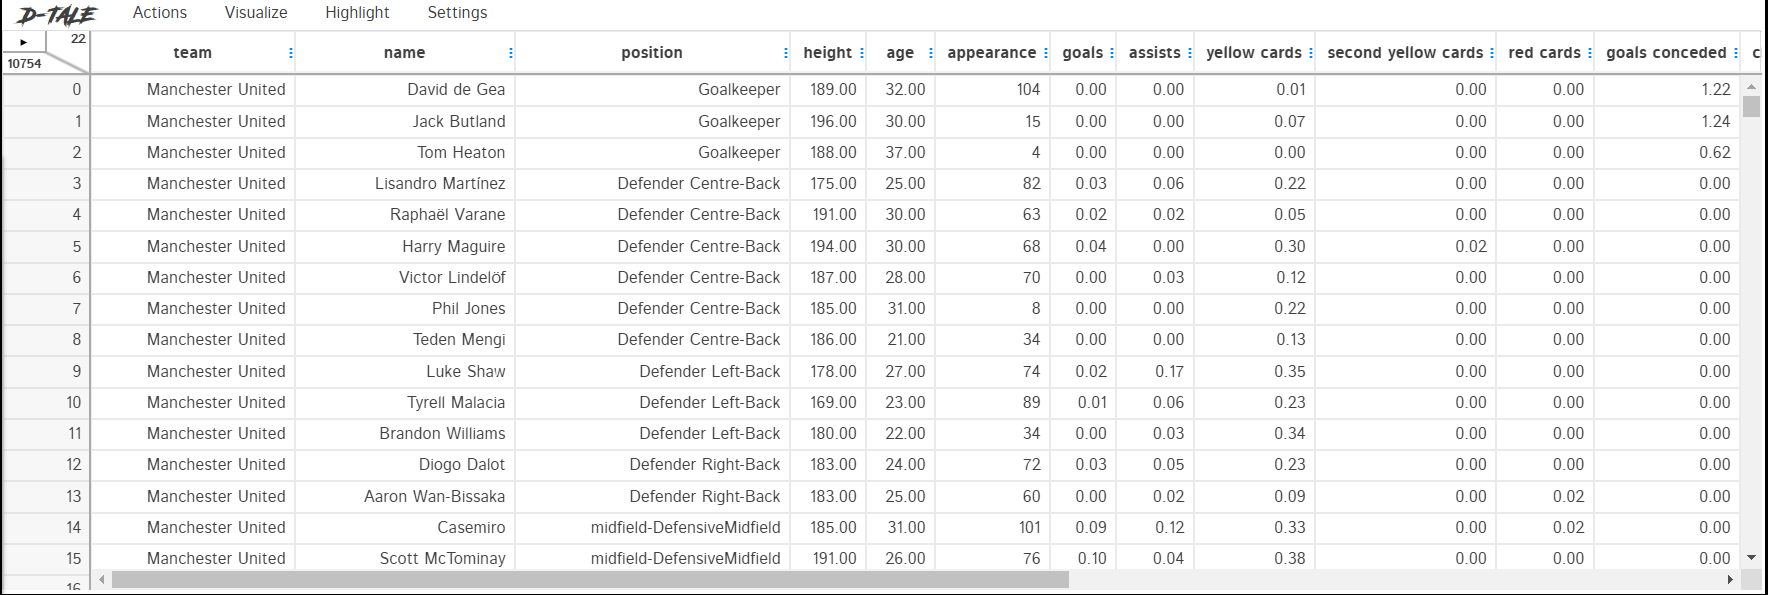 D-TALE Actions Visualize Highlight Settings
22
10754
team name position height age appearance goals assists yellow cards second yellow cards red cards goals conceded c
0 Manchester United David de Gea Goalkeeper 189.00 32.00 104 0.00 0.00 0.01 0.00 0.00 1.22
1 Manchester United Jack Butland Goalkeeper 196.00 30.00 15 0.00 0.00 0.07 0.00 0.00 1.24
2 Manchester United Tom Heaton Goalkeeper 188.00 37.00 4 0.00 0.00 0.00 0.00 0.00 0.62
3 Manchester United Lisandro Martínez Defender Centre-Back 175.00 25.00 82 0.03 0.06 0.22 0.00 0.00 0.00
4 Manchester United Raphaël Varane Defender Centre-Back 191.00 30.00 63 0.02 0.02 0.05 0.00 0.00 0.00
5 Manchester United Harry Maguire Defender Centre-Back 194.00 30.00 68 0.04 0.00 0.30 0.02 0.00 0.00
6 Manchester United Victor Lindelöf Defender Centre-Back 187.00 28.00 70 0.00 0.03 0.12 0.00 0.00 0.00
7 Manchester United Phil Jones Defender Centre-Back 185.00 31.00 8 0.00 0.00 0.22 0.00 0.00 0.00
8 Manchester United Teden Mengi Defender Centre-Back 186.00 21.00 34 0.00 0.00 0.13 0.00 0.00 0.00
9 Manchester United Luke Shaw Defender Left-Back 178.00 27.00 74 0.02 0.17 0.35 0.00 0.00 0.00
10 Manchester United Tyrell Malacia Defender Left-Back 169.00 23.00 89 0.01 0.06 0.23 0.00 0.00 0.00
11 Manchester United Brandon Williams Defender Left-Back 180.00 22.00 34 0.00 0.03 0.34 0.00 0.00 0.00
12 Manchester United Diogo Dalot Defender Right-Back 183.00 24.00 72 0.03 0.05 0.23 0.00 0.00 0.00
13 Manchester United Aaron Wan-Bissaka Defender Right-Back 183.00 25.00 60 0.00 0.02 0.09 0.00 0.02 0.00
14 Manchester United Casemiro midfield-DefensiveMidfield 185.00 31.00 101 0.09 0.12 0.33 0.00 0.02 0.00
15 Manchester United Scott McTominay midfield-DefensiveMidfield 191.00 26.00 76 0.10 0.04 0.38 0.00 0.00 0.00
16